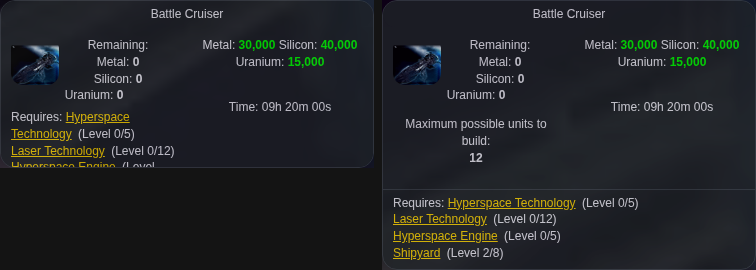 Battle Cruiser
Remaining:
Metal: 0
Silicon: 0
Uranium: 0
Metal: 30,000 Silicon: 40,000
Uranium: 15,000
Time: 09h 20m 00s
Requires: Hyperspace
Technology (Level 0/5)
Laser Technology (Level 0/12)
Hyperspace Engine (Level
Battle Cruiser
Remaining:
Metal: 0
Silicon: 0
Uranium: 0
Metal: 30,000 Silicon: 40,000
Uranium: 15,000
Time: 09h 20m 00s
Maximum possible units to
build:
12
Requires: Hyperspace Technology (Level 0/5)
Laser Technology (Level 0/12)
Hyperspace Engine (Level 0/5)
Shipyard (Level 2/8)